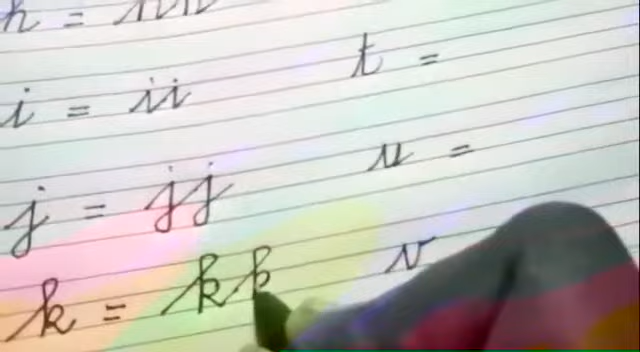 h = hh
i = ii
j = jj
k = kk
t =
u =
v